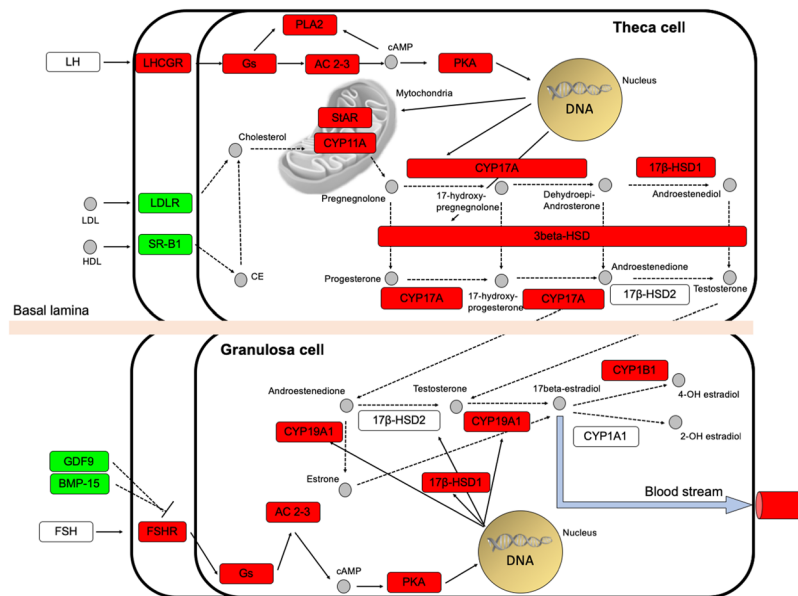 Theca cell
PLA2
LH
LHCGR
Gs
AC 2-3
cAMP
PKA
Nucleus
DNA
Mytochondria
StAR
CYP11A
Cholesterol
CYP17A
17β-HSD1
LDLR
LDL
Pregnegnolone
17-hydroxy-
pregnegnolone
Dehydroepi-
Androsterone
Androestenediol
3beta-HSD
SR-B1
HDL
CE
Progesterone
CYP17A
17-hydroxy-
progesterone
CYP17A
Androestenedione
17β-HSD2
Testosterone
Basal lamina
Granulosa cell
Androestenedione
Testosterone
17beta-estradiol
CYP1B1
4-OH estradiol
CYP19A1
17β-HSD2
CYP19A1
CYP1A1
2-OH estradiol
GDF9
BMP-15
Estrone
17β-HSD1
Blood stream
FSH
FSHR
AC 2-3
Gs
cAMP
PKA
Nucleus
DNA